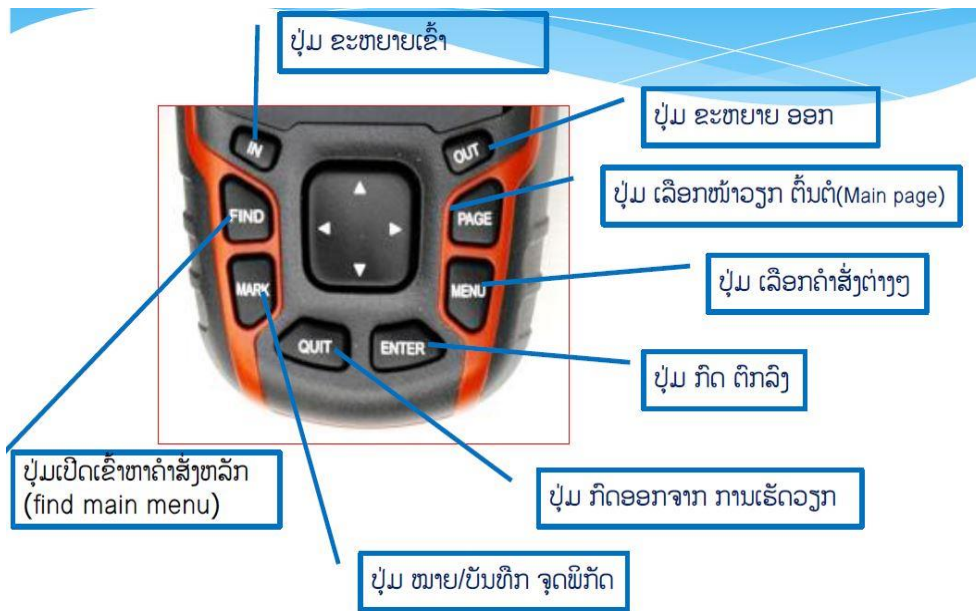 ປຸ່ມ ຂະຫຍາຍເຂົ້າ
ປຸ່ມ ຂະຫຍາຍ ອອກ
IN
OUT
ປຸ່ມ ເລືອກໜ້າວຽກ ຕົ້ນຕໍ(Main page)
FIND
PAGE
ປຸ່ມ ເລືອກຄຳສັ່ງຕ່າງໆ
MARK
MENU
QUIT
ENTER
ປຸ່ມ ກົດ ຕົກລົງ
ປຸ່ມເປີດເຂົ້າຫາຄຳສັ່ງຫລັກ
(find main menu)
ປຸ່ມ ກົດອອກຈາກ ການເຮັດວຽກ
ປຸ່ມ ໝາຍ/ບັນທຶກ ຈຸດພິກັດ